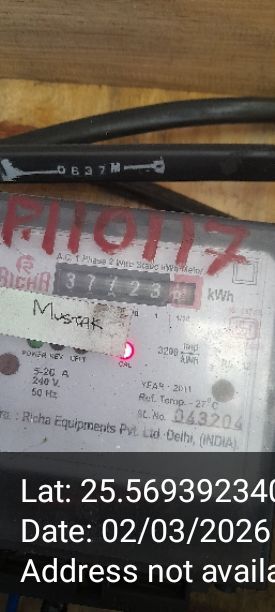 0637M
P110117
A.C. 1 Phase 2 Wire Static kWh Meter
RICHA
37723
kWh
MUSTAK
3200
CAL
5-20 A
240 V.
50 Hz
YEAR - 2011
Ref. Temp. - 27°C
SL. No. 043204
Richa Equipments Pvt. Ltd. Delhi, (INDIA)
Lat: 25.569392340
Date: 02/03/2026
Address not availa